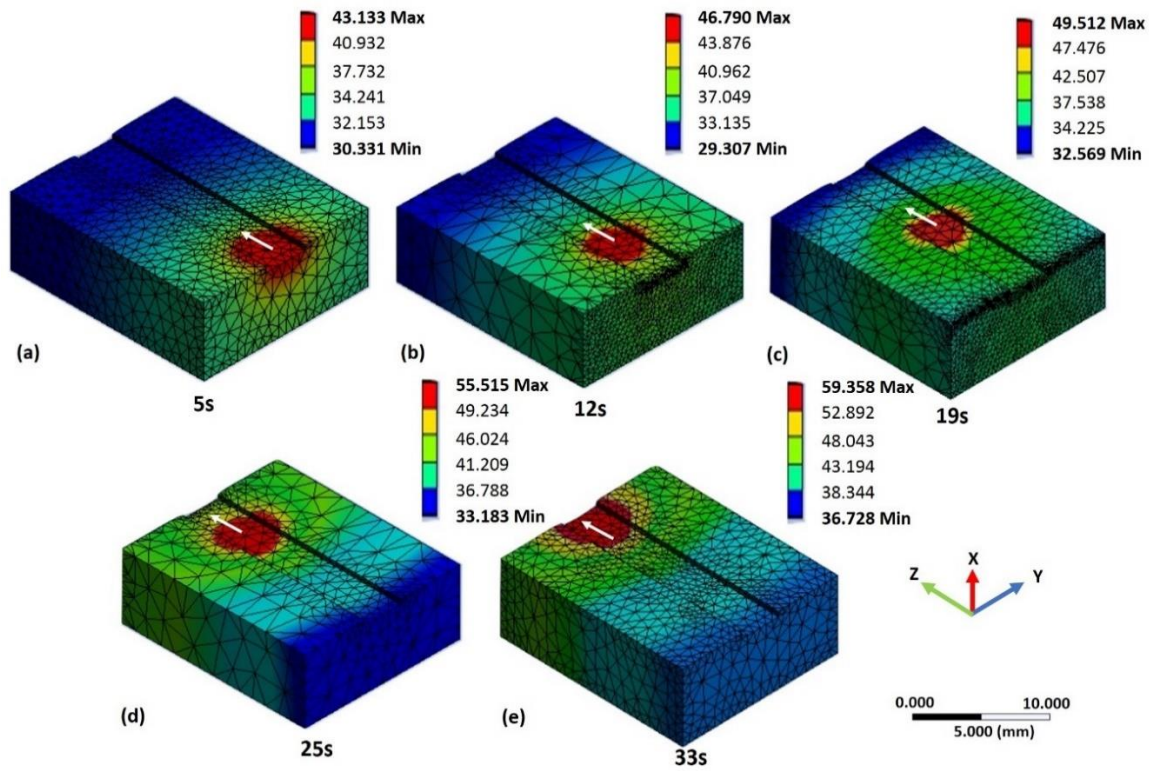 43.133 Max
40.932
37.732
34.241
32.153
30.331 Min
(a)
5s
46.790 Max
43.876
40.962
37.049
33.135
29.307 Min
(b)
12s
49.512 Max
47.476
42.507
37.538
34.225
32.569 Min
(c)
19s
55.515 Max
49.234
46.024
41.209
36.788
33.183 Min
(d)
25s
59.358 Max
52.892
48.043
43.194
38.344
36.728 Min
(e)
33s
X
Z Y
0.000 10.000
5.000 (mm)